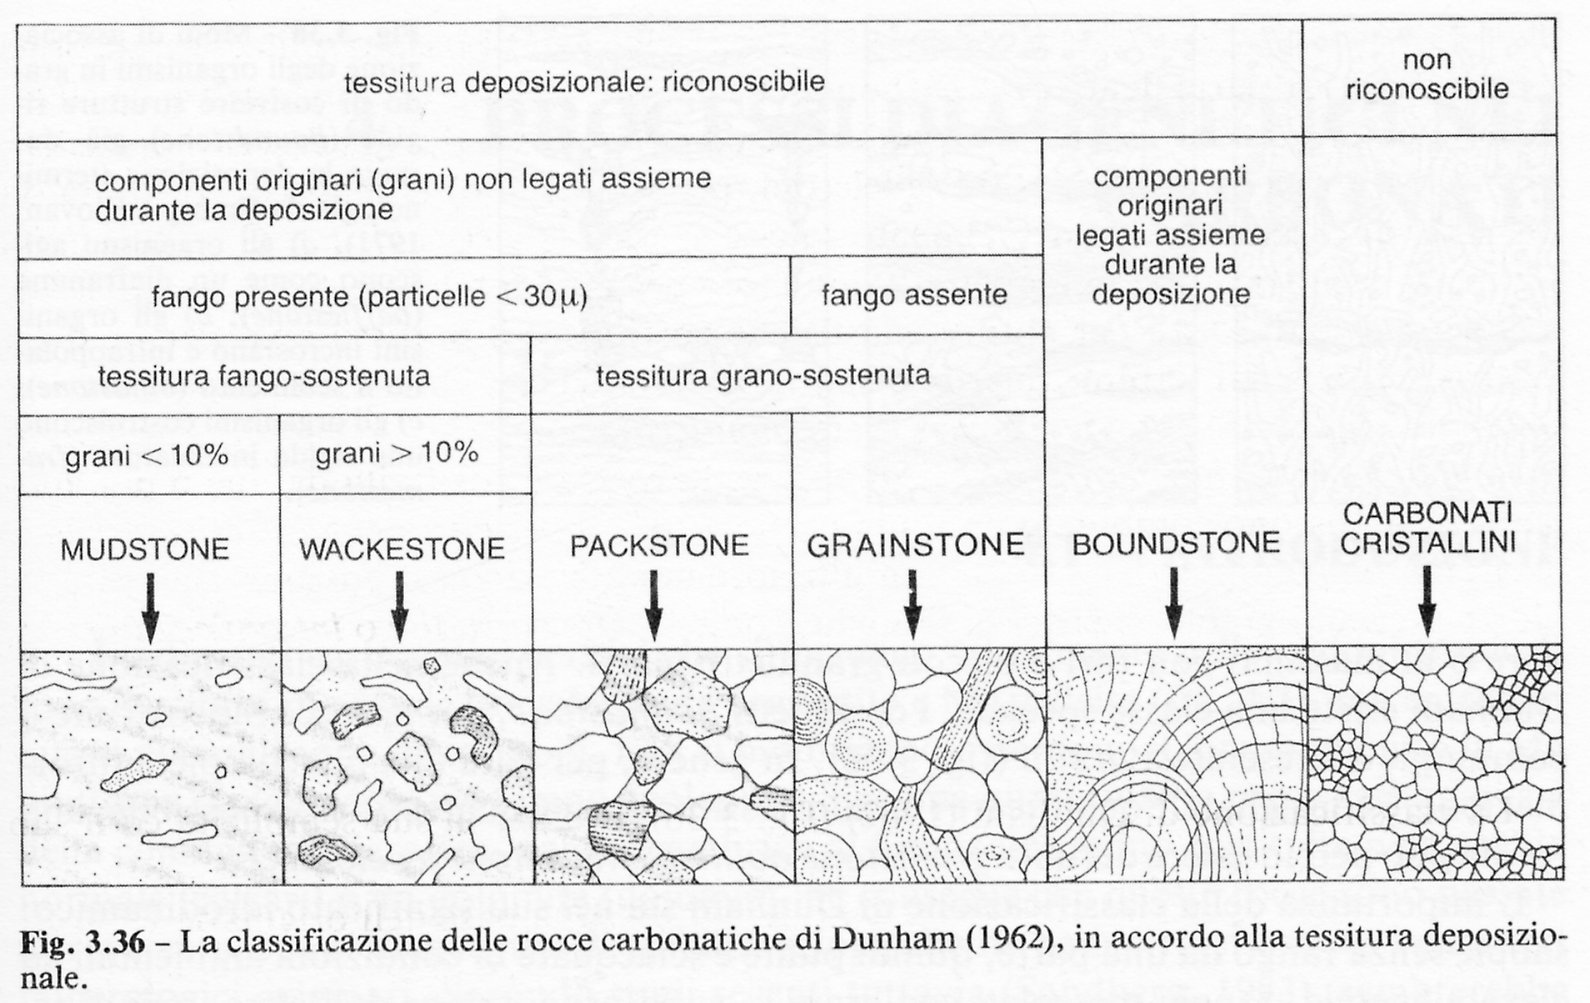 tessitura deposizionale: riconoscibile
non
riconoscibile
componenti originari (grani) non legati assieme
durante la deposizione
componenti
originari
legati assieme
durante la
deposizione
fango presente (particelle < 30µ)
fango assente
tessitura fango-sostenuta
tessitura grano-sostenuta
grani < 10%
grani > 10%
MUDSTONE
WACKESTONE
PACKSTONE
GRAINSTONE
BOUNDSTONE
CARBONATI
CRISTALLINI
Fig. 3.36 – La classificazione delle rocce carbonatiche di Dunham (1962), in accordo alla tessitura deposizio-
nale.